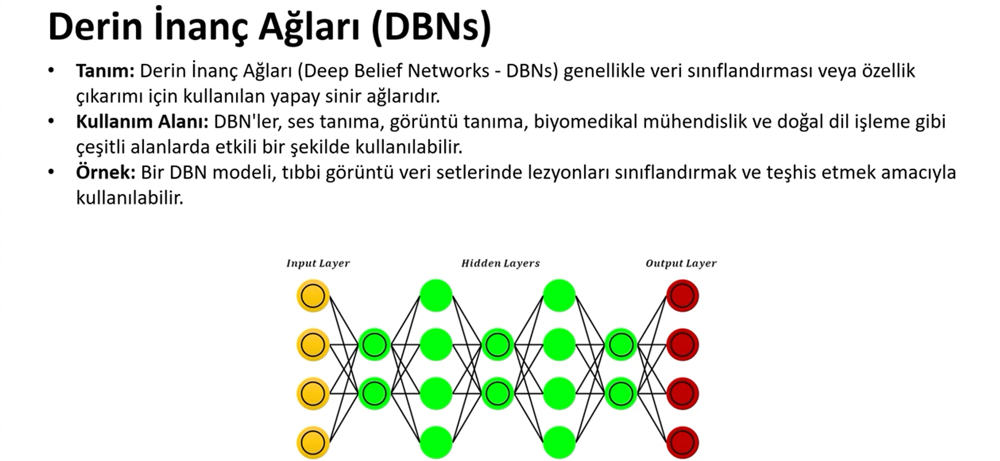 Derin İnanç Ağları (DBNs)
• Tanım: Derin İnanç Ağları (Deep Belief Networks - DBNs) genellikle veri sınıflandırması veya özellik
çıkarımı için kullanılan yapay sinir ağlarıdır.
• Kullanım Alanı: DBN'ler, ses tanıma, görüntü tanıma, biyomedikal mühendislik ve doğal dil işleme gibi
çeşitli alanlarda etkili bir şekilde kullanılabilir.
• Örnek: Bir DBN modeli, tıbbi görüntü veri setlerinde lezyonları sınıflandırmak ve teşhis etmek amacıyla
kullanılabilir.
Input Layer
Hidden Layers
Output Layer